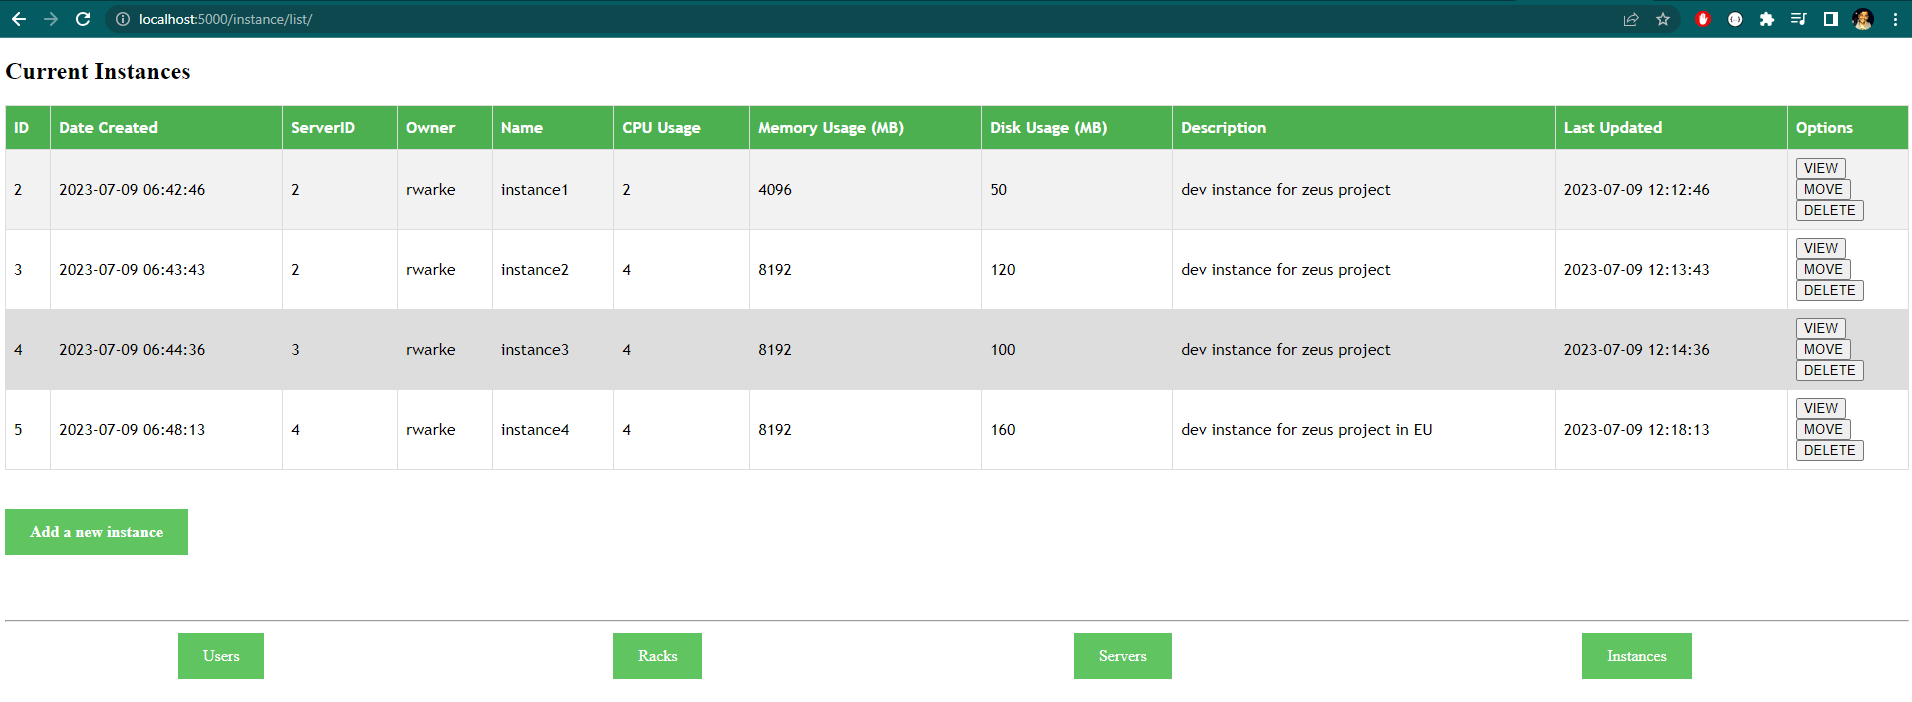 localhost:5000/instance/list/
Current Instances
ID Date Created ServerID Owner Name CPU Usage Memory Usage (MB) Disk Usage (MB) Description Last Updated Options
2 2023-07-09 06:42:46 2 rwarke instance1 2 4096 50 dev instance for zeus project 2023-07-09 12:12:46 VIEW
MOVE
DELETE
3 2023-07-09 06:43:43 2 rwarke instance2 4 8192 120 dev instance for zeus project 2023-07-09 12:13:43 VIEW
MOVE
DELETE
4 2023-07-09 06:44:36 3 rwarke instance3 4 8192 100 dev instance for zeus project 2023-07-09 12:14:36 VIEW
MOVE
DELETE
5 2023-07-09 06:48:13 4 rwarke instance4 4 8192 160 dev instance for zeus project in EU 2023-07-09 12:18:13 VIEW
MOVE
DELETE
Add a new instance
Users Racks Servers Instances